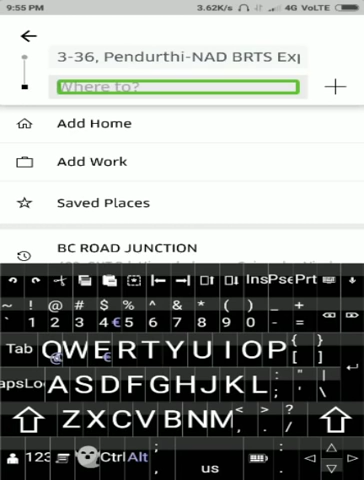 9:55 PM 3.62K/s 4G VoLTE
3-36, Pendurthi-NAD BRTS Exp
Where to?
Add Home
Add Work
Saved Places
BC ROAD JUNCTION
Ins Pse Prt
~ ! @ # $ % ^ & * ( ) _ +
` 1 2 3 4 € 5 6 7 8 9 0 - =
Tab Q W E R T Y U I O P { } [ ]
apsLo A S D F G H J K L : ; " ' | \
Z X C V B N M < , > . ? /
123 Ctrl Alt us